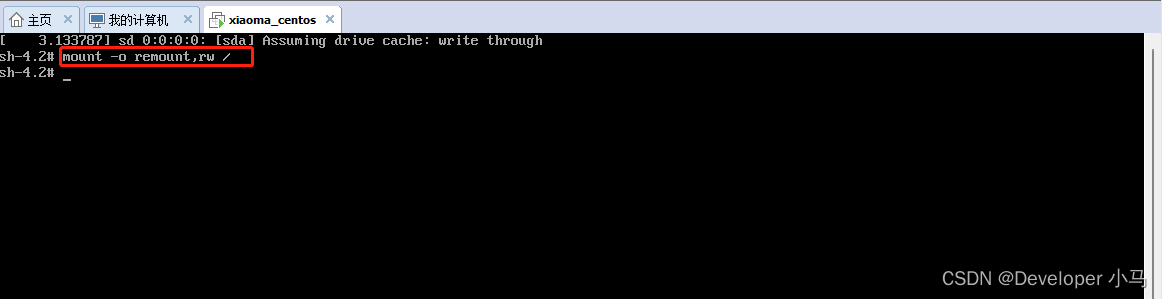 主页 我的计算机 xiaoma_centos
[    3.133787] sd 0:0:0:0: [sda] Assuming drive cache: write through
sh-4.2# mount -o remount,rw /
sh-4.2# _
CSDN @Developer 小马